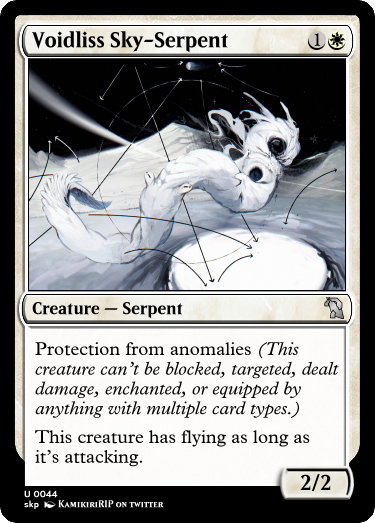 Voidliss Sky-Serpent 1
Creature — Serpent
Protection from anomalies (This
creature can't be blocked, targeted, dealt
damage, enchanted, or equipped by
anything with multiple card types.)
This creature has flying as long as
it's attacking.
2/2
U 0044
skp KamikiriRIP on twitter